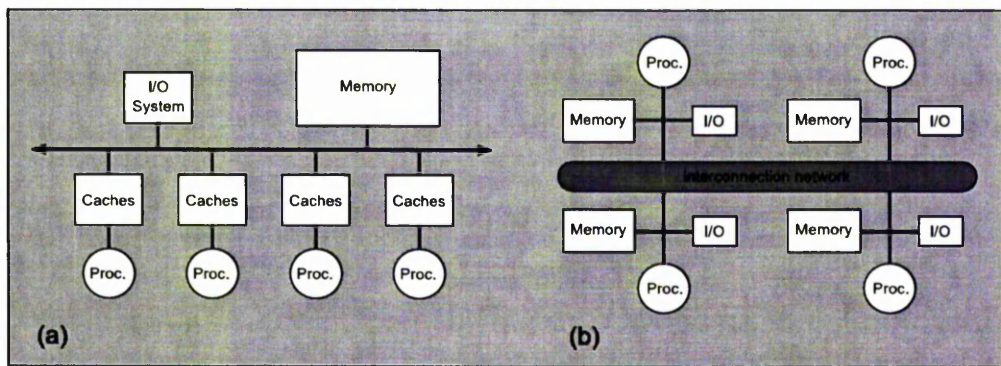 I/O
System
Memory
Caches
Caches
Caches
Caches
Proc.
Proc.
Proc.
Proc.
(a)
Proc.
Proc.
Memory
I/O
Memory
I/O
Interconnection network
Memory
I/O
Memory
I/O
Proc.
Proc.
(b)